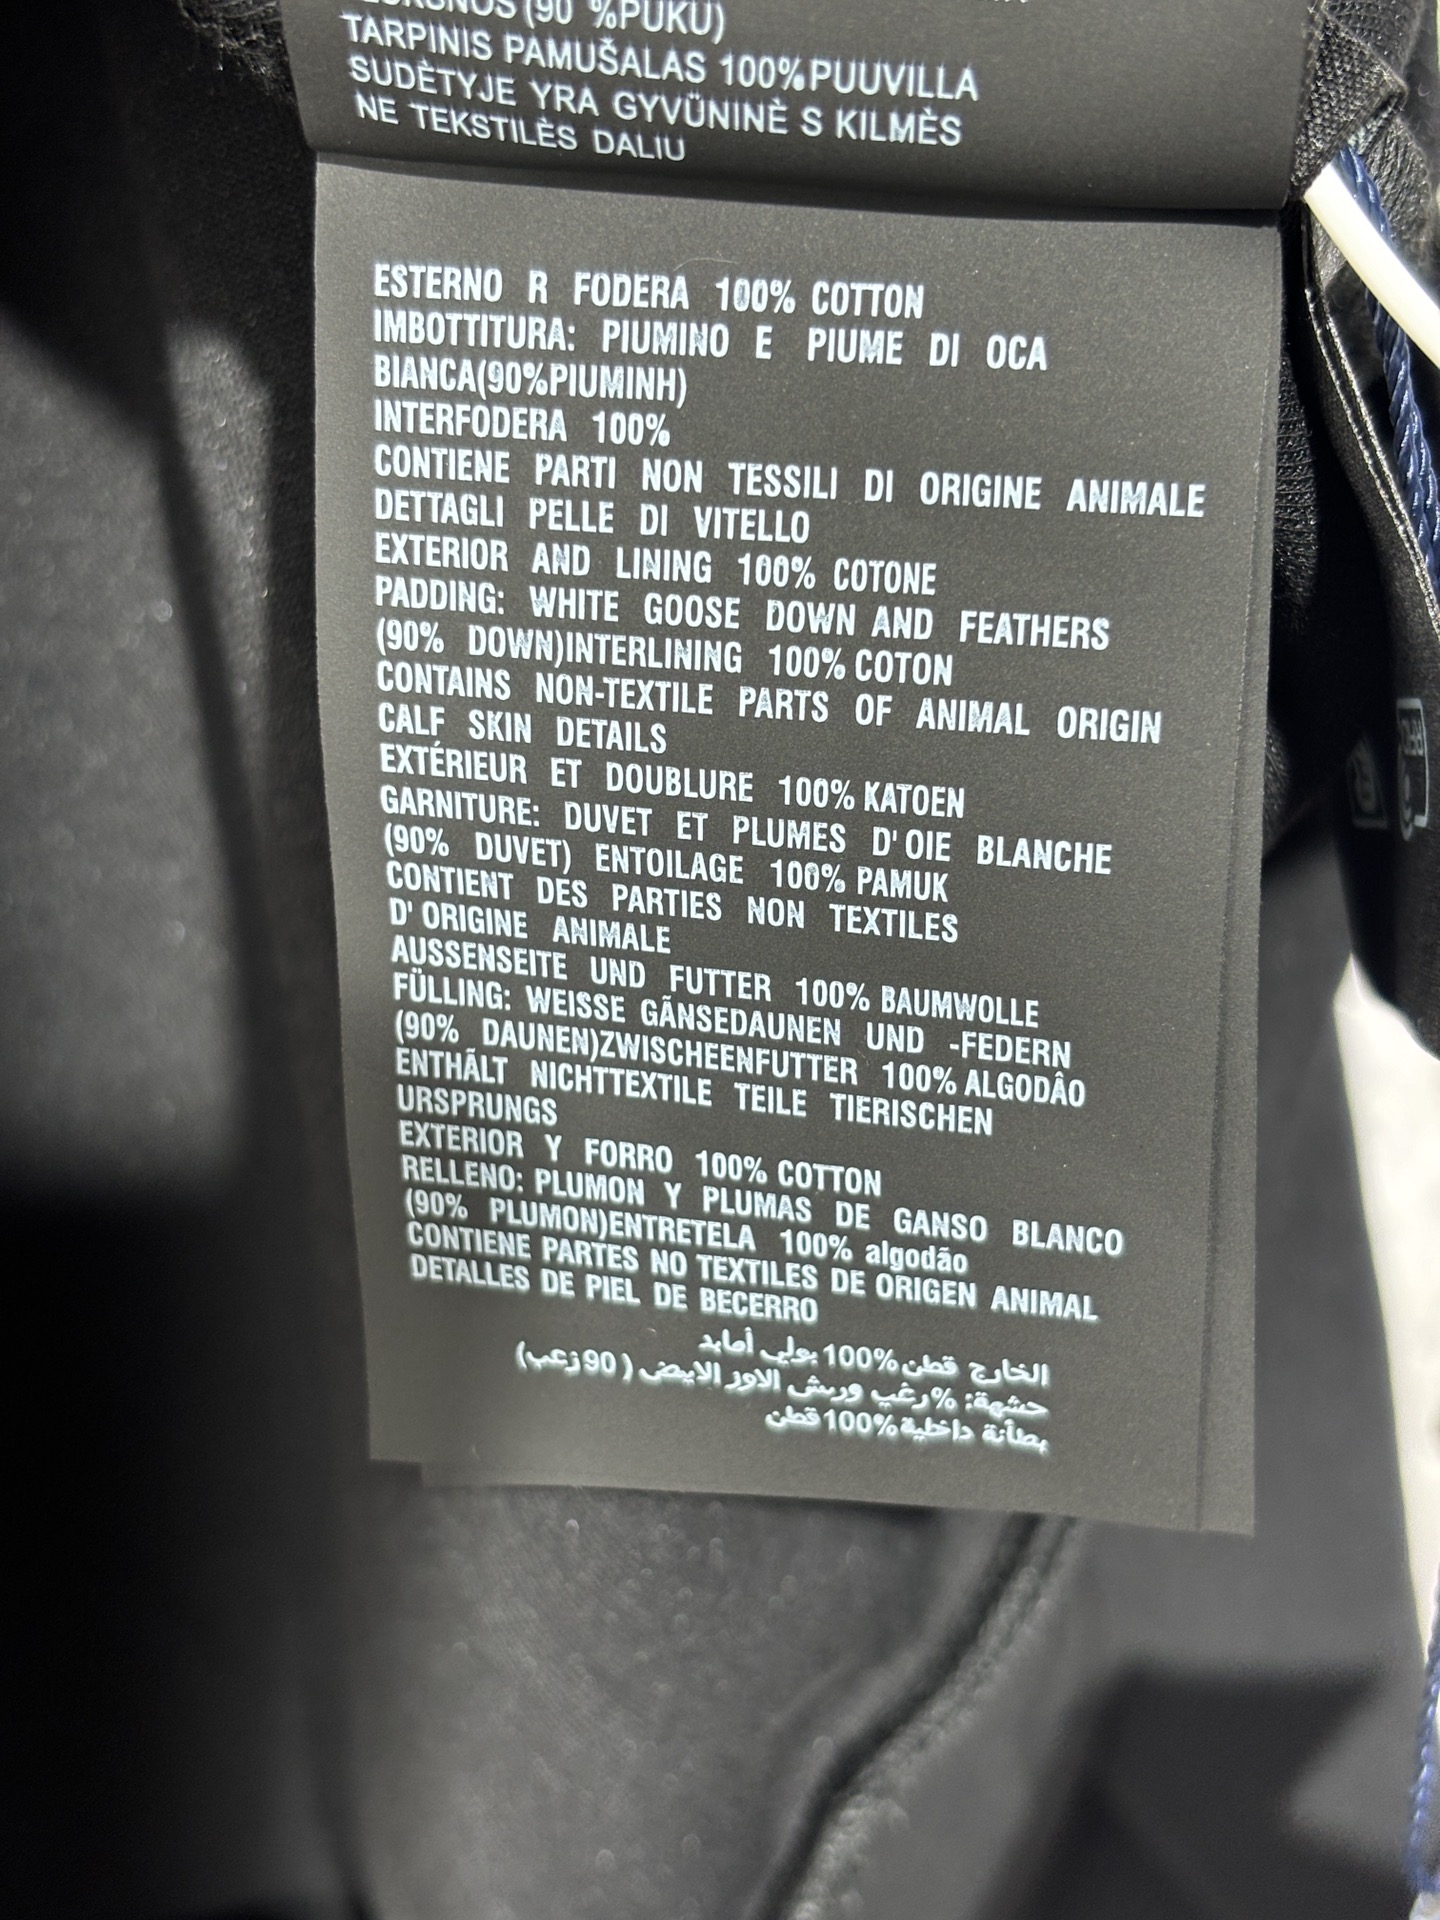 (90 %PUKU)
TARPINIS PAMUŠALAS 100%PUUVILLA
SUDĖTYJE YRA GYVŪNINĖ S KILMĖS
NE TEKSTILĖS DALIU
ESTERNO R FODERA 100% COTTON
IMBOTTITURA: PIUMINO E PIUME DI OCA
BIANCA(90%PIUMINH)
INTERFODERA 100%
CONTIENE PARTI NON TESSILI DI ORIGINE ANIMALE
DETTAGLI PELLE DI VITELLO
EXTERIOR AND LINING 100% COTONE
PADDING: WHITE GOOSE DOWN AND FEATHERS
(90% DOWN)INTERLINING 100% COTON
CONTAINS NON-TEXTILE PARTS OF ANIMAL ORIGIN
CALF SKIN DETAILS
EXTÉRIEUR ET DOUBLURE 100% KATOEN
GARNITURE: DUVET ET PLUMES D'OIE BLANCHE
(90% DUVET) ENTOILAGE 100% PAMUK
CONTIENT DES PARTIES NON TEXTILES
D'ORIGINE ANIMALE
AUSSENSEITE UND FUTTER 100% BAUMWOLLE
FÜLLING: WEISSE GÃNSEDAUNEN UND -FEDERN
(90% DAUNEN)ZWISCHEENFUTTER 100% ALGODÂO
ENTHÃLT NICHTTEXTILE TEILE TIERISCHEN
URSPRUNGS
EXTERIOR Y FORRO 100% COTTON
RELLENO: PLUMON Y PLUMAS DE GANSO BLANCO
(90% PLUMON)ENTRETELA 100% algodão
CONTIENE PARTES NO TEXTILES DE ORIGEN ANIMAL
DETALLES DE PIEL DE BECERRO
الخارج قطن%100 بولي أمايد
حشهة: %رغب وريش الاور الابيض ( 90زعب)
بطانة داخلية%100قطن